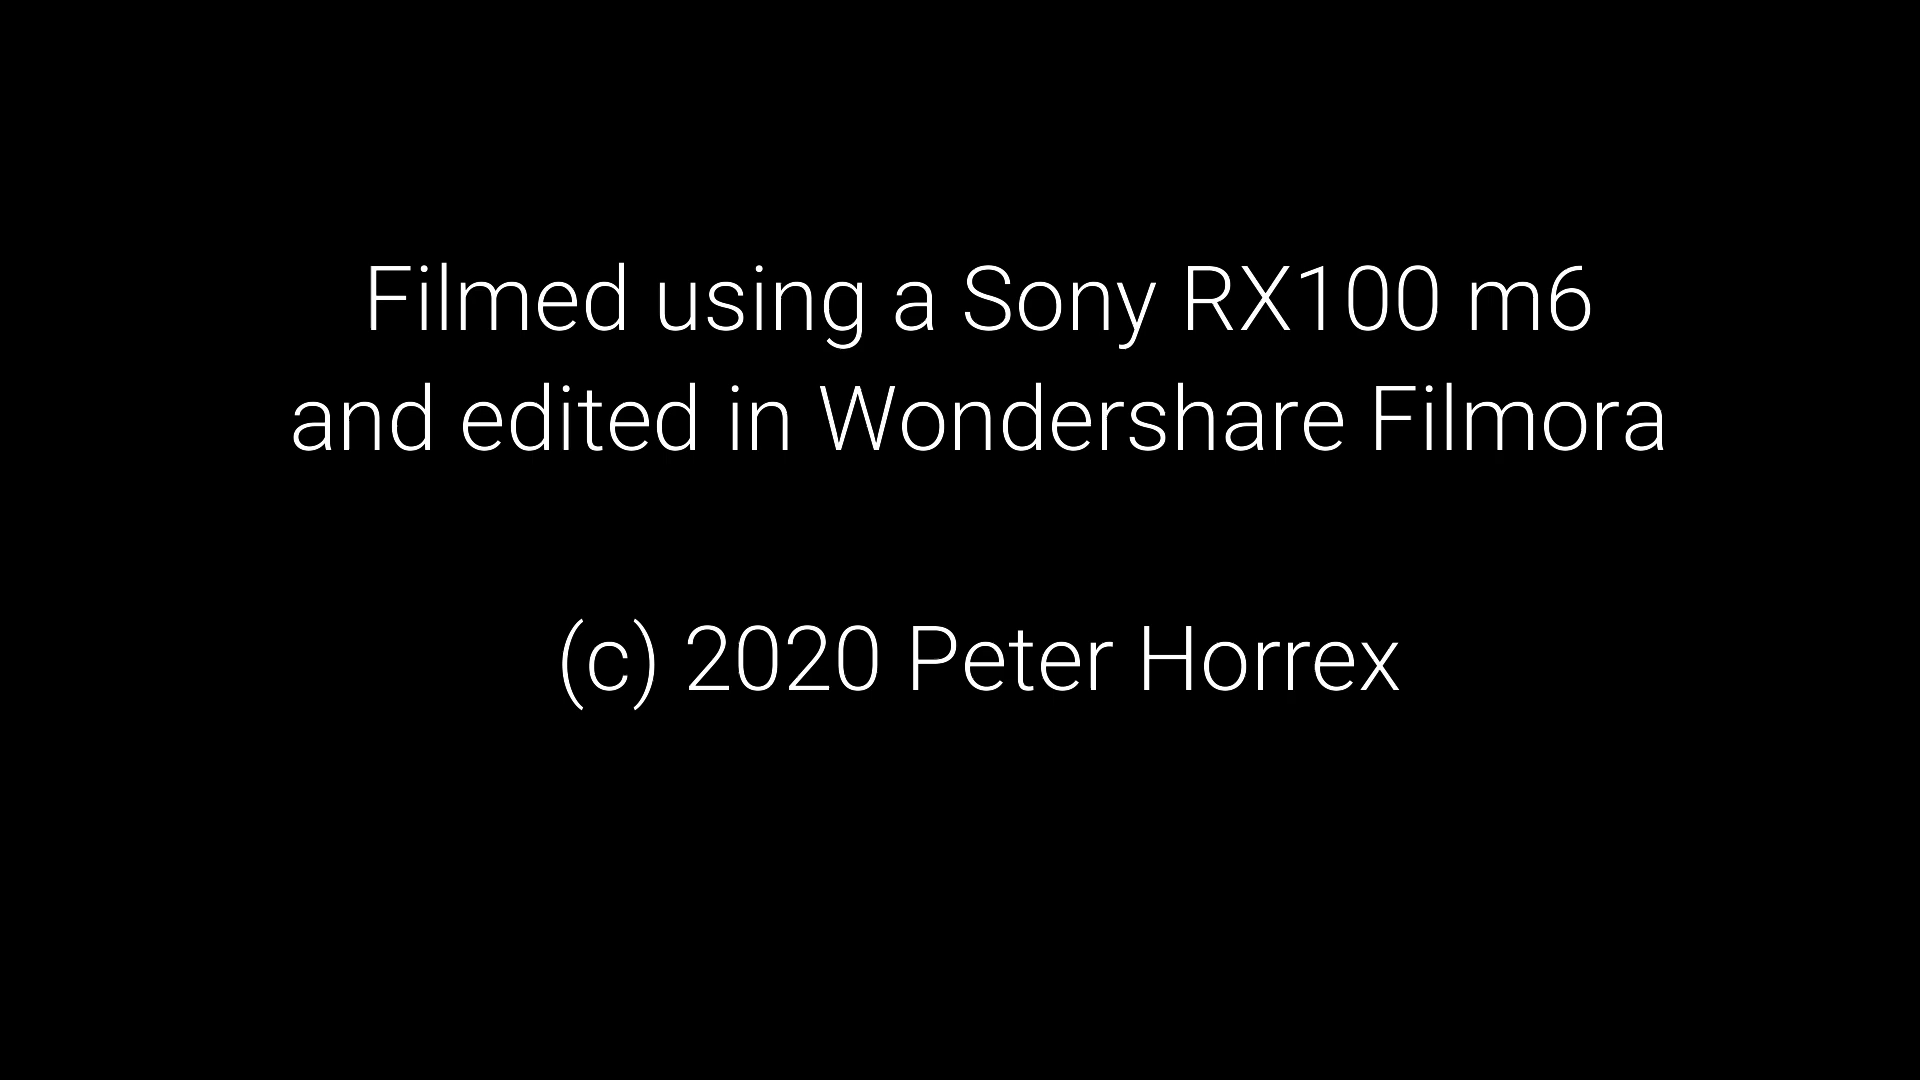 Filmed using a Sony RX100 m6
and edited in Wondershare Filmora
(c) 2020 Peter Horrex